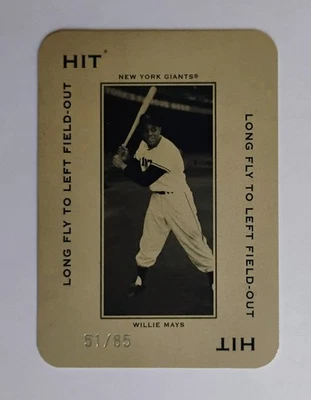 HIT
NEW YORK GIANTS®
LONG FLY TO LEFT FIELD-OUT
LONG FLY TO LEFT FIELD-OUT
WILLIE MAYS
51/65
HIT